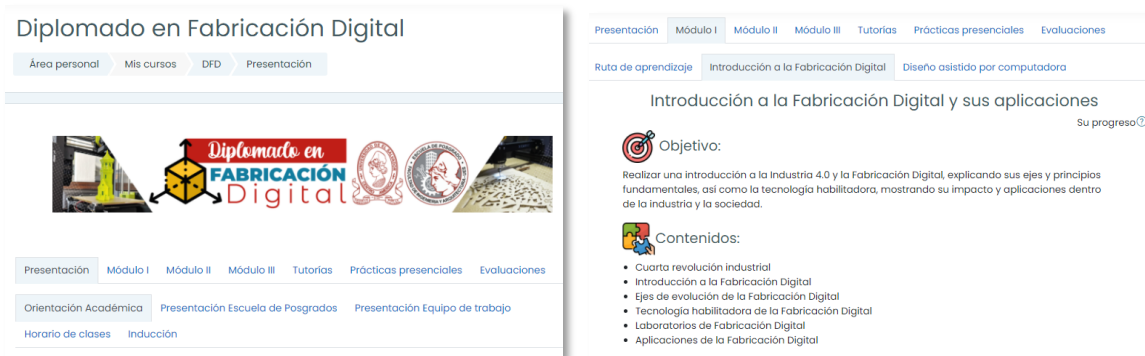 Diplomado en Fabricación Digital
Área personal Mis cursos DFD Presentación
Diplomado en
FABRICACIÓN
Digital
Presentación Módulo I Módulo II Módulo III Tutorías Prácticas presenciales Evaluaciones
Orientación Académica Presentación Escuela de Posgrados Presentación Equipo de trabajo
Horario de clases Inducción
Presentación Módulo I Módulo II Módulo III Tutorías Prácticas presenciales Evaluaciones
Ruta de aprendizaje Introducción a la Fabricación Digital Diseño asistido por computadora
Introducción a la Fabricación Digital y sus aplicaciones
Su progreso
Objetivo:
Realizar una introducción a la Industria 4.0 y la Fabricación Digital, explicando sus ejes y principios
fundamentales, así como la tecnología habilitadora, mostrando su impacto y aplicaciones dentro
de la industria y la sociedad.
Contenidos:
• Cuarta revolución industrial
• Introducción a la Fabricación Digital
• Ejes de evolución de la Fabricación Digital
• Tecnología habilitadora de la Fabricación Digital
• Laboratorios de Fabricación Digital
• Aplicaciones de la Fabricación Digital